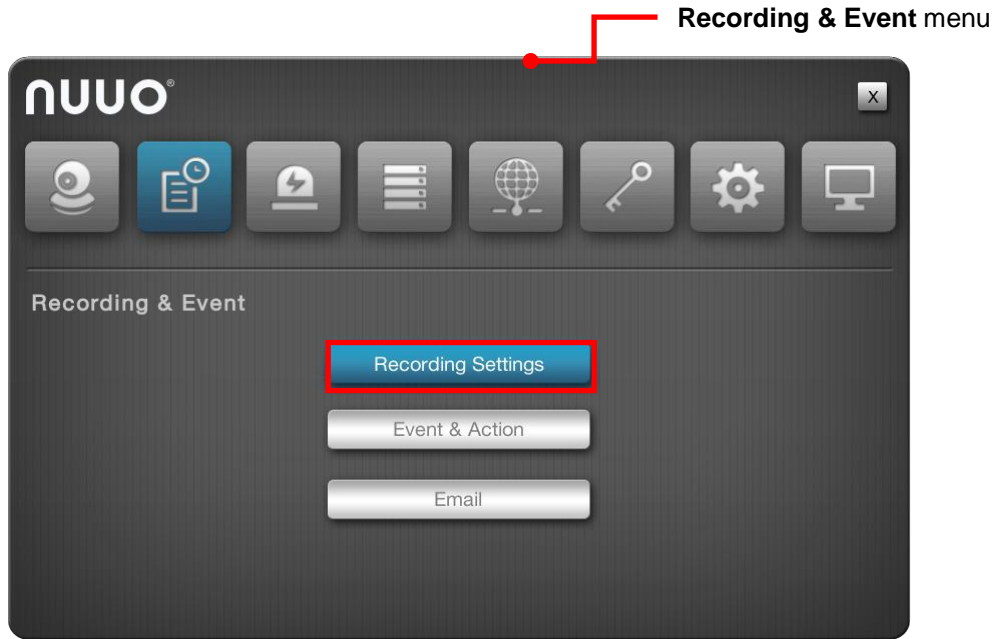 Recording & Event menu
nuuo®
X
Recording & Event
Recording Settings
Event & Action
Email